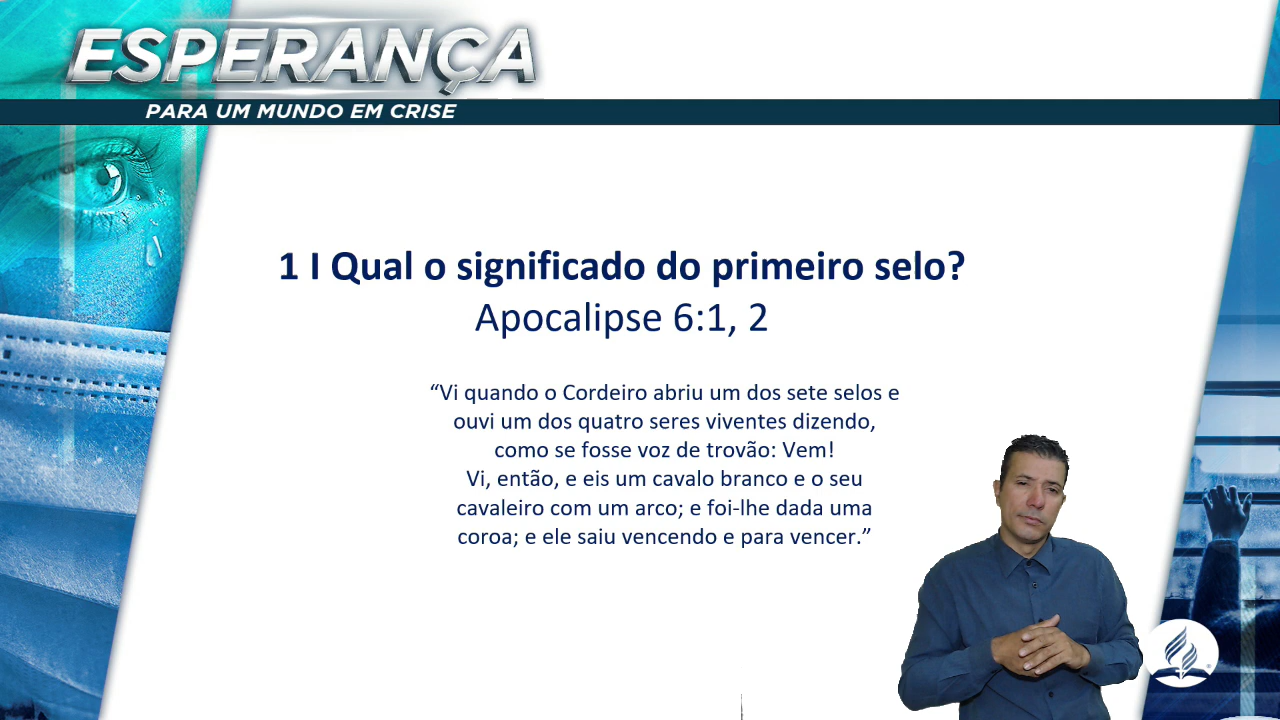 ESPERANÇA
PARA UM MUNDO EM CRISE
1 I Qual o significado do primeiro selo?
Apocalipse 6:1, 2
“Vi quando o Cordeiro abriu um dos sete selos e
ouvi um dos quatro seres viventes dizendo,
como se fosse voz de trovão: Vem!
Vi, então, e eis um cavalo branco e o seu
cavaleiro com um arco; e foi-lhe dada uma
coroa; e ele saiu vencendo e para vencer.”